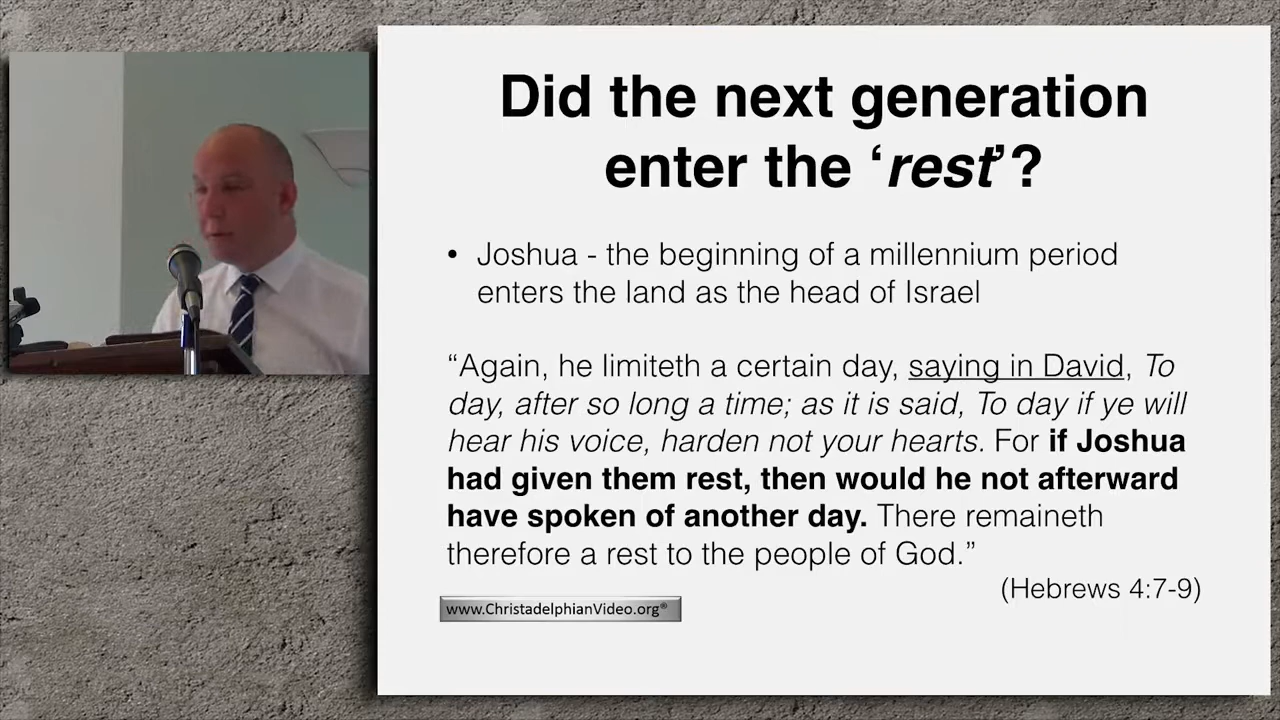 Did the next generation
enter the ‘rest’?
• Joshua - the beginning of a millennium period
enters the land as the head of Israel
“Again, he limiteth a certain day, saying in David, To
day, after so long a time; as it is said, To day if ye will
hear his voice, harden not your hearts. For if Joshua
had given them rest, then would he not afterward
have spoken of another day. There remaineth
therefore a rest to the people of God.”
(Hebrews 4:7-9)
www.ChristadelphianVideo.org®